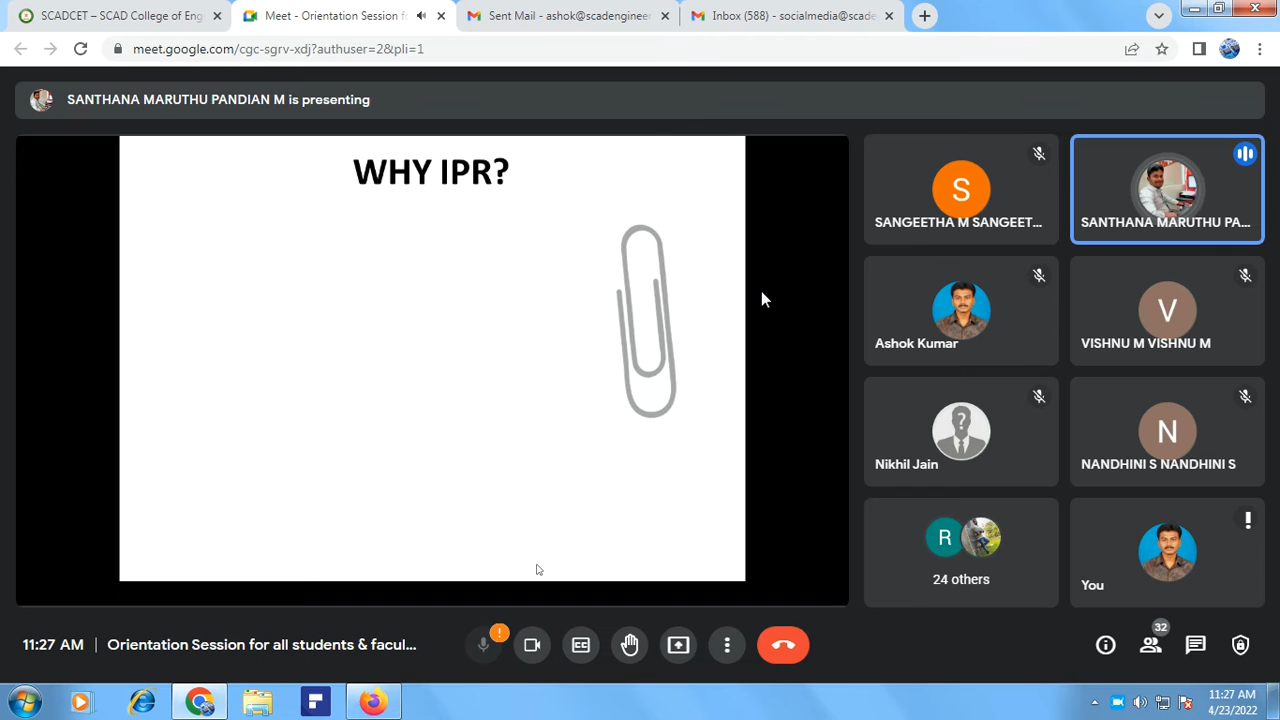 SCADCET – SCAD College of Eng
Meet - Orientation Session f
Sent Mail - ashok@scadenginee
Inbox (588) - socialmedia@scade
meet.google.com/cgc-sgrv-xdj?authuser=2&pli=1
SANTHANA MARUTHU PANDIAN M is presenting
WHY IPR?
S
SANGEETHA M SANGEET...
SANTHANA MARUTHU PA...
Ashok Kumar
V
VISHNU M VISHNU M
?
Nikhil Jain
N
NANDHINI S NANDHINI S
R
24 others
You
11:27 AM | Orientation Session for all students & facul...
CC
32
11:27 AM
4/23/2022